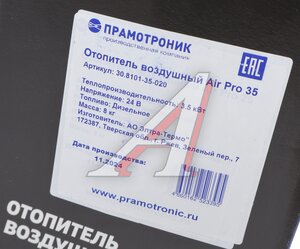 ПРАМОТРОНИК
производственная компания
EAC
Отопитель воздушный Air Pro 35
Артикул: 30.8101-35-020
Теплопроизводительность: 3.5 кВт
Напряжение: 24 В
Топливо: Дизельное
Масса: 8 кг
Изготовитель: АО "Элтра-Термо"
172387, Тверская обл., г. Ржев, Зеленый пер., 7
Дата производства:
11.2024
www.pramotronic.ru
ОТОПИТЕЛЬ
ВОЗДУШНЫЙ